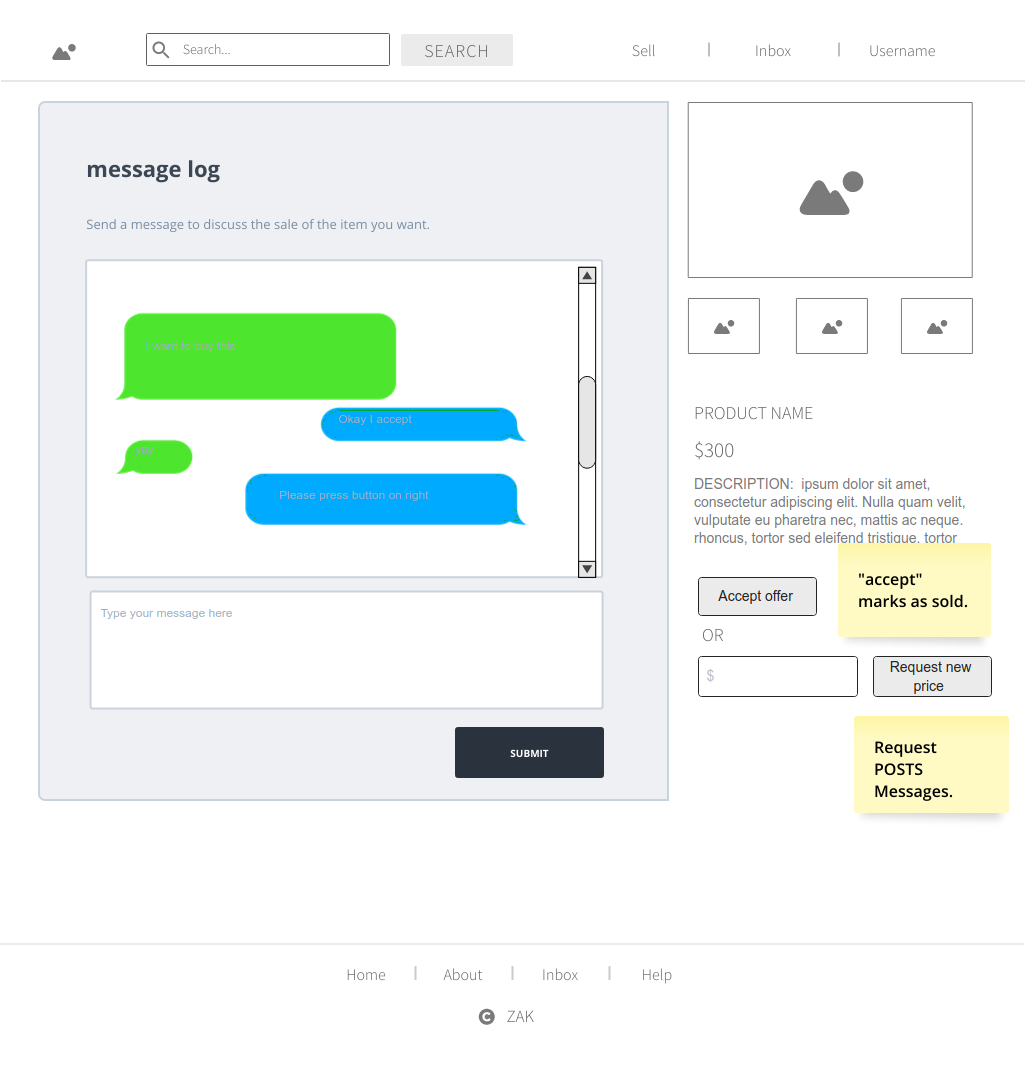 Search...
SEARCH
Sell
Inbox
Username
message log
Send a message to discuss the sale of the item you want.
I want to buy this
Okay I accept
yay
Please press button on right
Type your message here
SUBMIT
PRODUCT NAME
$300
DESCRIPTION: ipsum dolor sit amet,
consectetur adipiscing elit. Nulla quam velit,
vulputate eu pharetra nec, mattis ac neque.
rhoncus, tortor sed eleifend tristique, tortor
"accept"
marks as sold.
Accept offer
OR
$
Request new
price
Request
POSTS
Messages.
Home
About
Inbox
Help
ZAK